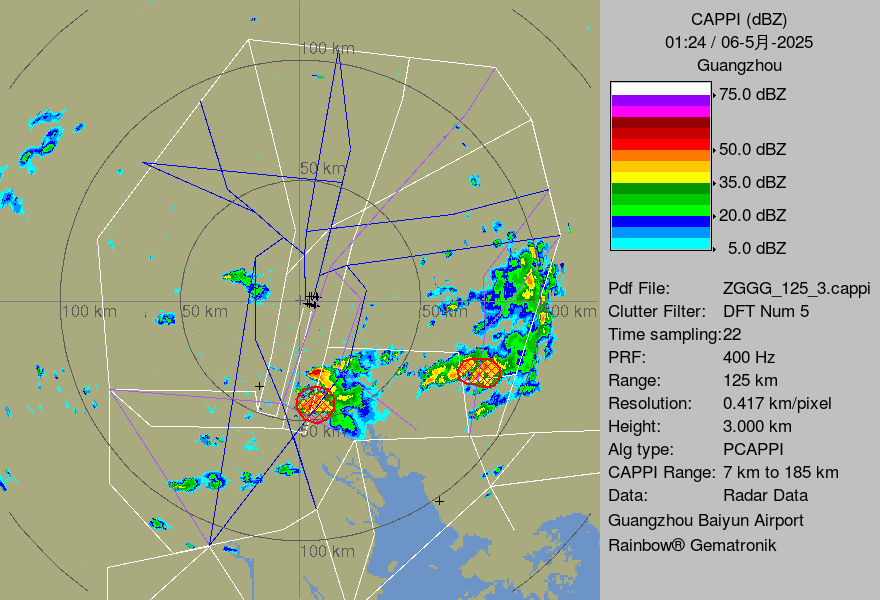 100 km
50 km
100 km
50 km
50 km
100 km
50 km
100 km
CAPPI (dBZ)
01:24 / 06-5月-2025
Guangzhou
75.0 dBZ
50.0 dBZ
35.0 dBZ
20.0 dBZ
5.0 dBZ
Pdf File: ZGGG_125_3.cappi
Clutter Filter: DFT Num 5
Time sampling:22
PRF: 400 Hz
Range: 125 km
Resolution: 0.417 km/pixel
Height: 3.000 km
Alg type: PCAPPI
CAPPI Range: 7 km to 185 km
Data: Radar Data
Guangzhou Baiyun Airport
Rainbow® Gematronik